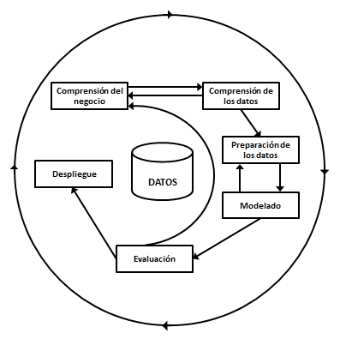 Comprensión del
negocio
Comprensión de
los datos
Preparación de
los datos
Despliegue
DATOS
Modelado
Evaluación